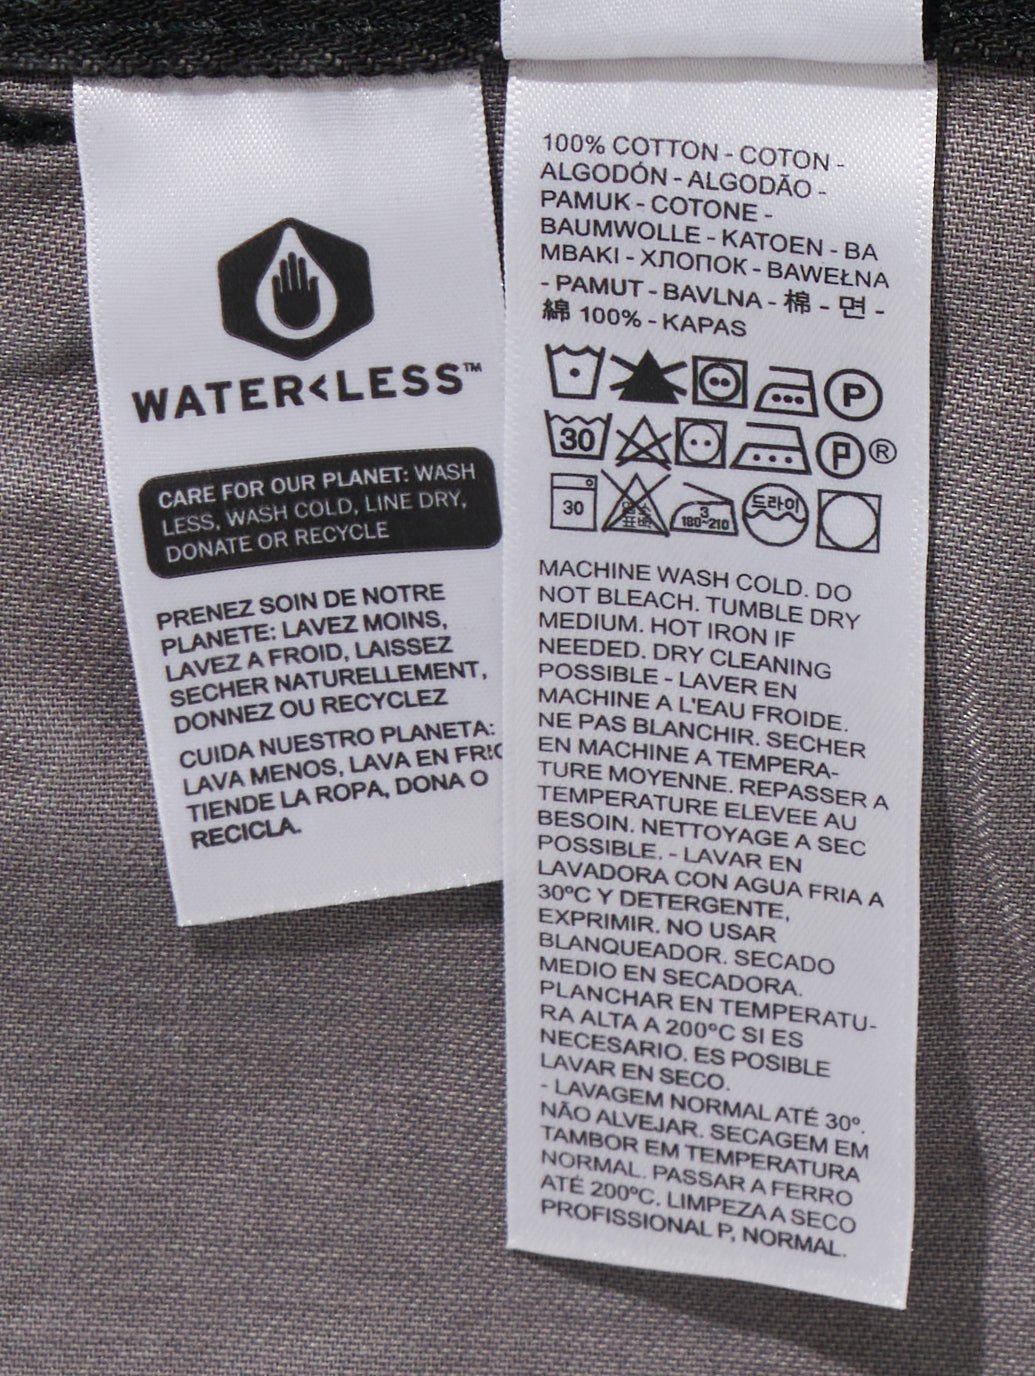 WATER<LESS™
CARE FOR OUR PLANET: WASH
LESS, WASH COLD, LINE DRY,
DONATE OR RECYCLE
PRENEZ SOIN DE NOTRE
PLANETE: LAVEZ MOINS,
LAVEZ A FROID, LAISSEZ
SECHER NATURELLEMENT,
DONNEZ OU RECYCLEZ
CUIDA NUESTRO PLANETA:
LAVA MENOS, LAVA EN
TIENDE LA ROPA, DONA O
RECICLA.
100% COTTON - COTON -
ALGODÓN - ALGODÃO -
PAMUK - COTONE -
BAUMWOLLE - KATOEN - BA
MBAKI - ХЛОПОК - BAWEŁNA
- PAMUT - BAVLNA - 棉 - 면 -
綿 100% - KAPAS
P
30 P ®
30 3 180~210 드라이
MACHINE WASH COLD. DO
NOT BLEACH. TUMBLE DRY
MEDIUM. HOT IRON IF
NEEDED. DRY CLEANING
POSSIBLE - LAVER EN
MACHINE A L'EAU FROIDE.
NE PAS BLANCHIR. SECHER
EN MACHINE A TEMPERA-
TURE MOYENNE. REPASSER A
TEMPERATURE ELEVEE AU
BESOIN. NETTOYAGE A SEC
POSSIBLE. - LAVAR EN
LAVADORA CON AGUA FRIA A
30ºC Y DETERGENTE,
EXPRIMIR. NO USAR
BLANQUEADOR. SECADO
MEDIO EN SECADORA.
PLANCHAR EN TEMPERATU-
RA ALTA A 200ºC SI ES
NECESARIO. ES POSIBLE
LAVAR EN SECO.
- LAVAGEM NORMAL ATÉ 30º.
NÃO ALVEJAR. SECAGEM EM
TAMBOR EM TEMPERATURA
NORMAL. PASSAR A FERRO
ATÉ 200ºC. LIMPEZA A SECO
PROFISSIONAL P, NORMAL.